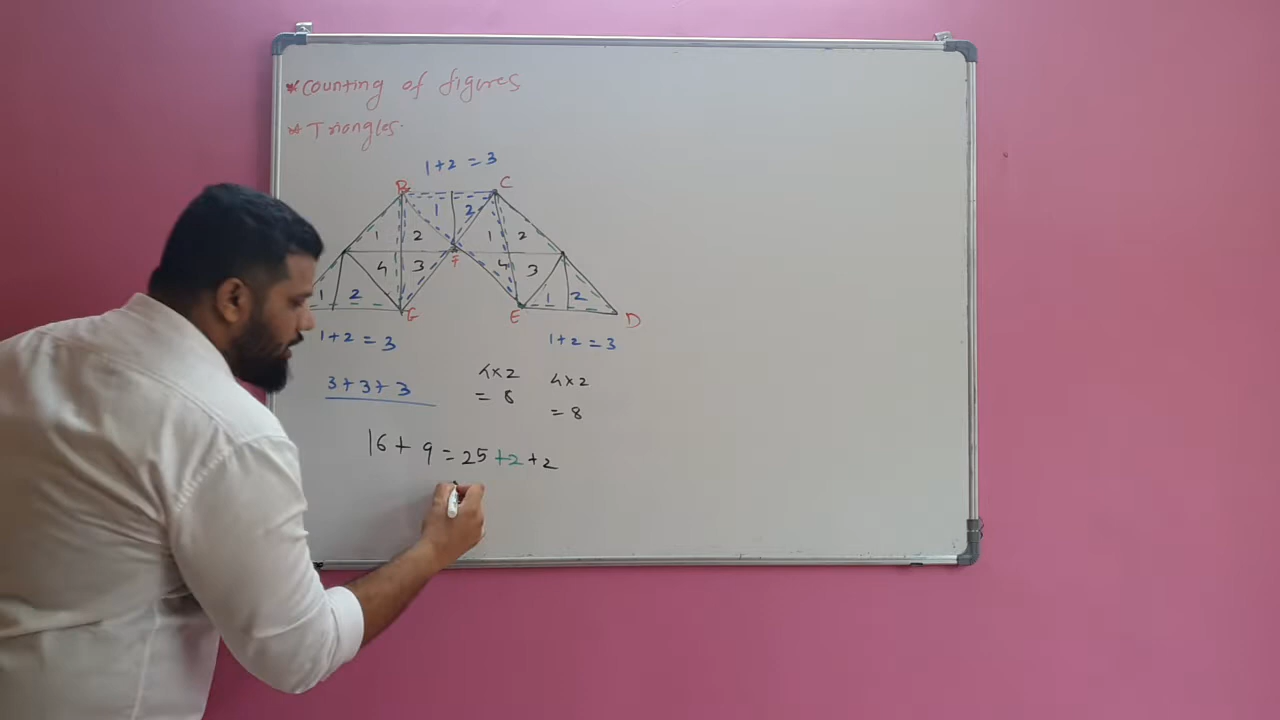 *Counting of figures
*Triangles.
1+2 = 3
B C
1 2
1 2 1 2
F
4 3 4 3
1 2 1 2
G E D
1+2 = 3 1+2 = 3
3+3+3 4×2 4×2
= 8 = 8
16 + 9 = 25 +2 +2